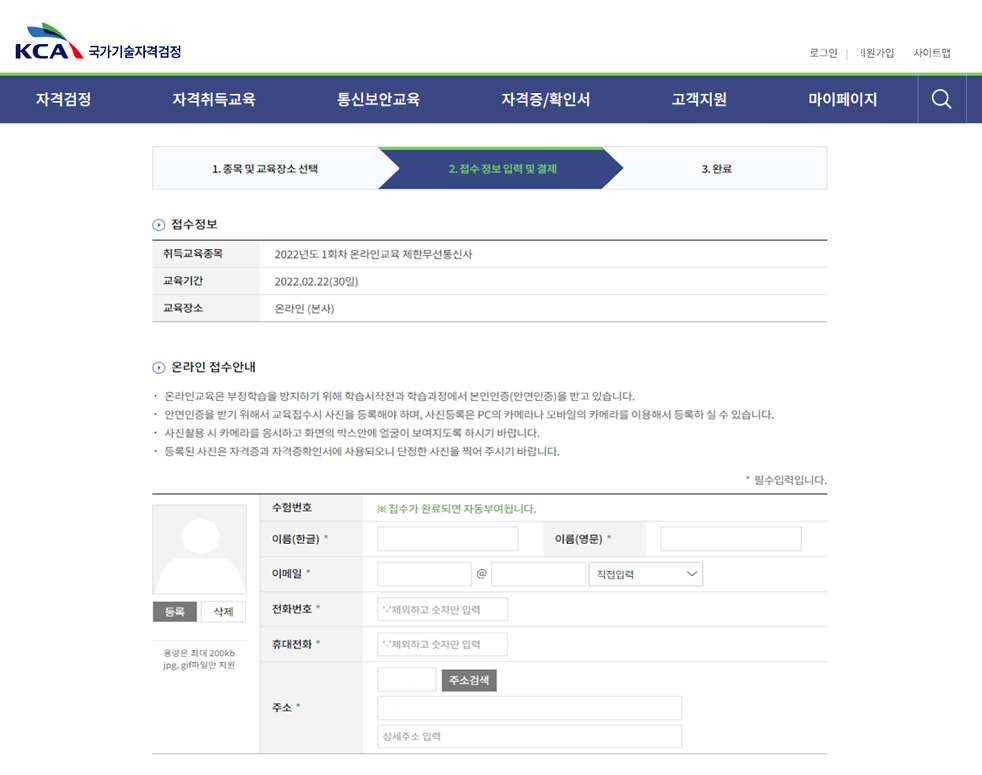 KCA 국가기술자격검정
로그인 | 회원가입 사이트맵
자격검정 자격취득교육 통신보안교육 자격증/확인서 고객지원 마이페이지
1. 종목 및 교육장소 선택 2. 접수 정보 입력 및 결제 3. 완료
접수정보
취득교육종목 2022년도 1회차 온라인교육 제한무선통신사
교육기간 2022.02.22(30일)
교육장소 온라인 (본사)
온라인 접수안내
· 온라인교육은 부정학습을 방지하기 위해 학습시작전과 학습과정에서 본인인증(안면인증)을 받고 있습니다.
· 안면인증을 받기 위해서 교육접수시 사진을 등록해야 하며, 사진등록은 PC의 카메라나 모바일의 카메라를 이용해서 등록하 실 수 있습니다.
· 사진촬용 시 카메라를 응시하고 화면의 박스안에 얼굴이 보여지도록 하시기 바랍니다.
· 등록된 사진은 자격증과 자격증확인서에 사용되오니 단정한 사진을 찍어 주시기 바랍니다.
* 필수입력입니다.
수험번호 ※ 접수가 완료되면 자동부여됩니다.
이름(한글) * 이름(영문) *
이메일 * @ 직접입력
등록 삭제
전화번호 * '-'제외하고 숫자만 입력
휴대전화 * '-'제외하고 숫자만 입력
용량은 최대 200kb
jpg, gif파일만 지원
주소검색
주소 *
상세주소 입력